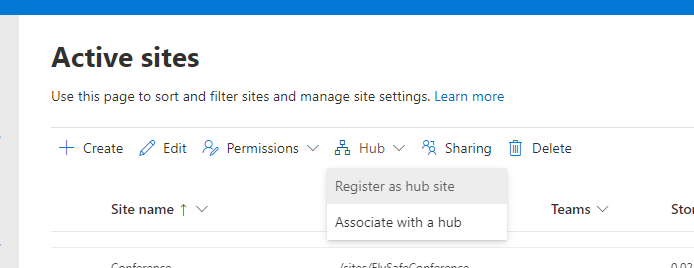 Active sites
Use this page to sort and filter sites and manage site settings. Learn more
Create Edit Permissions Hub Sharing Delete
Register as hub site
Associate with a hub
Site name ↑ Teams Stor
Conference /sites/FlySafeConference 0.02